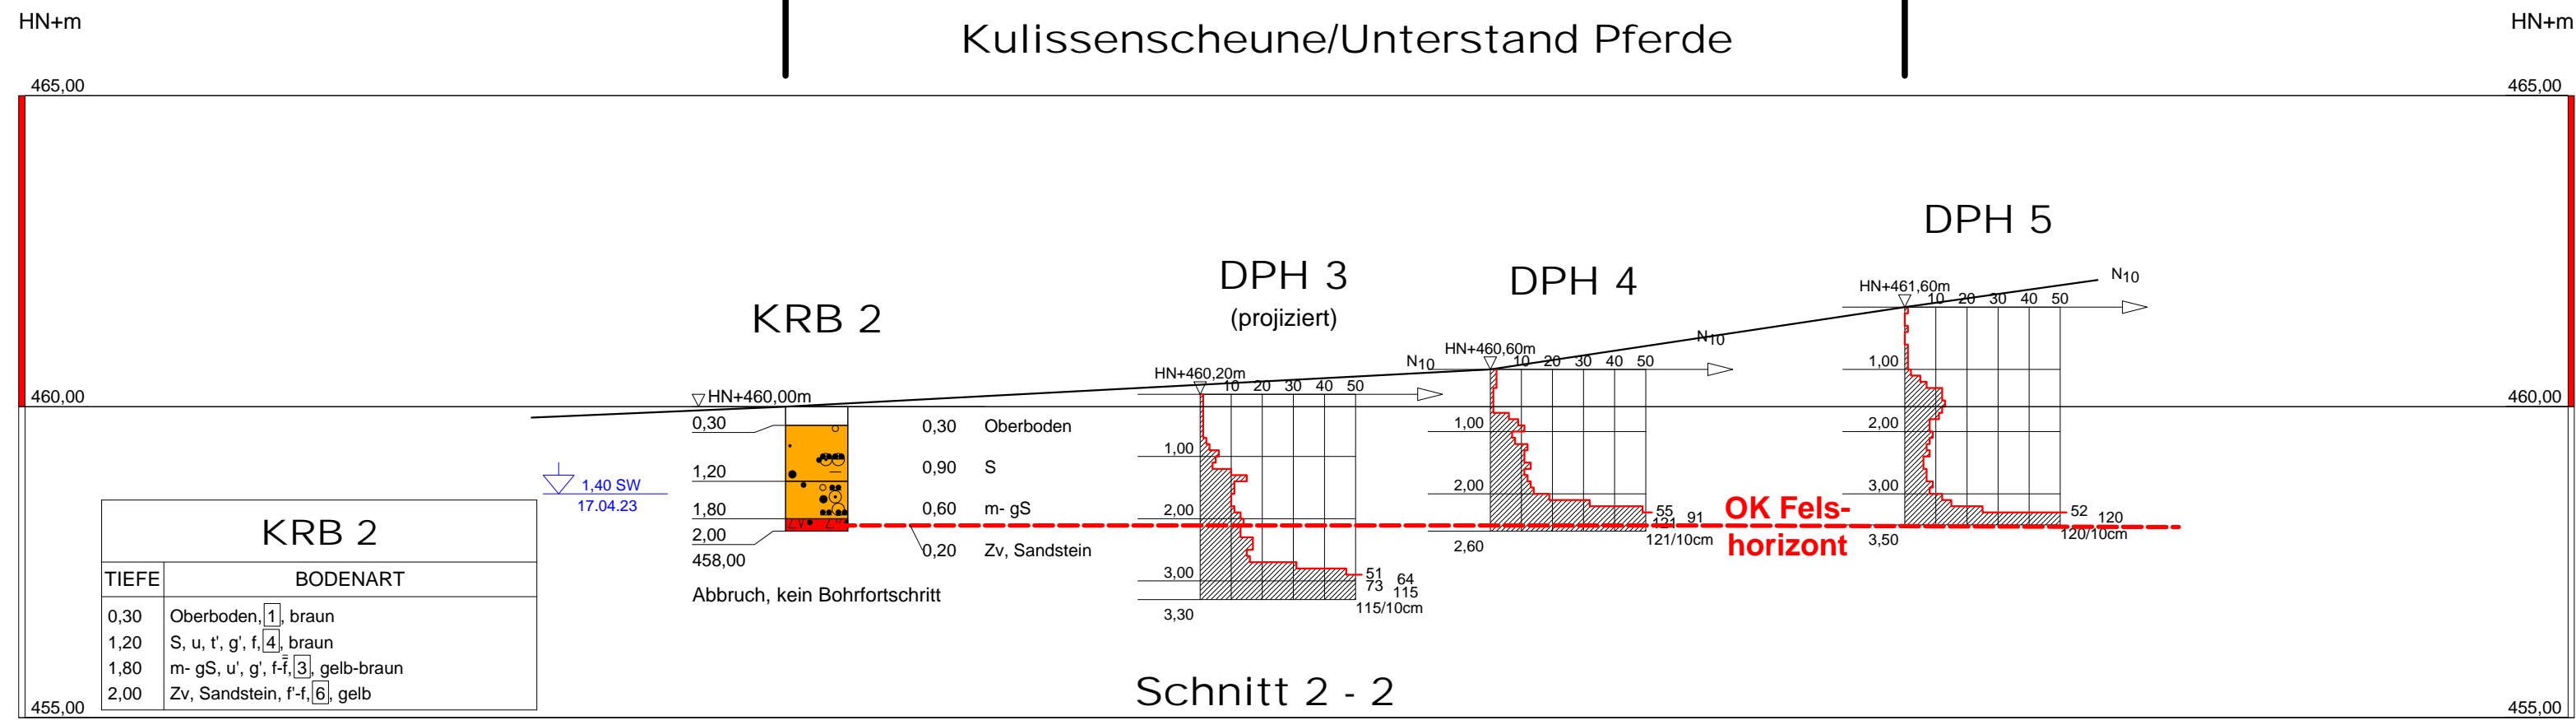 HN+m
HN+m
Kulissenscheune/Unterstand Pferde
465,00
465,00
DPH 5
DPH 3
(projiziert)
DPH 4
KRB 2
HN+461,60m
10 20 30 40 50
N10
1,00
2,00
3,00
3,50
52 120
120/10cm
HN+460,60m
10 20 30 40 50
N10
1,00
2,00
2,60
55
121 91
121/10cm
HN+460,20m
10 20 30 40 50
N10
1,00
2,00
3,00
3,30
51 64
73 115
115/10cm
460,00
460,00
HN+460,00m
0,30
1,20
1,80
2,00
458,00
0,30 Oberboden
0,90 S
0,60 m- gS
0,20 Zv, Sandstein
Abbruch, kein Bohrfortschritt
1,40 SW
17.04.23
OK Fels-
horizont
KRB 2
TIEFE BODENART
0,30 Oberboden, 1, braun
1,20 S, u, t', g', f, 4, braun
1,80 m- gS, u', g', f-f̿, 3, gelb-braun
2,00 Zv, Sandstein, f'-f, 6, gelb
Schnitt 2 - 2
455,00
455,00